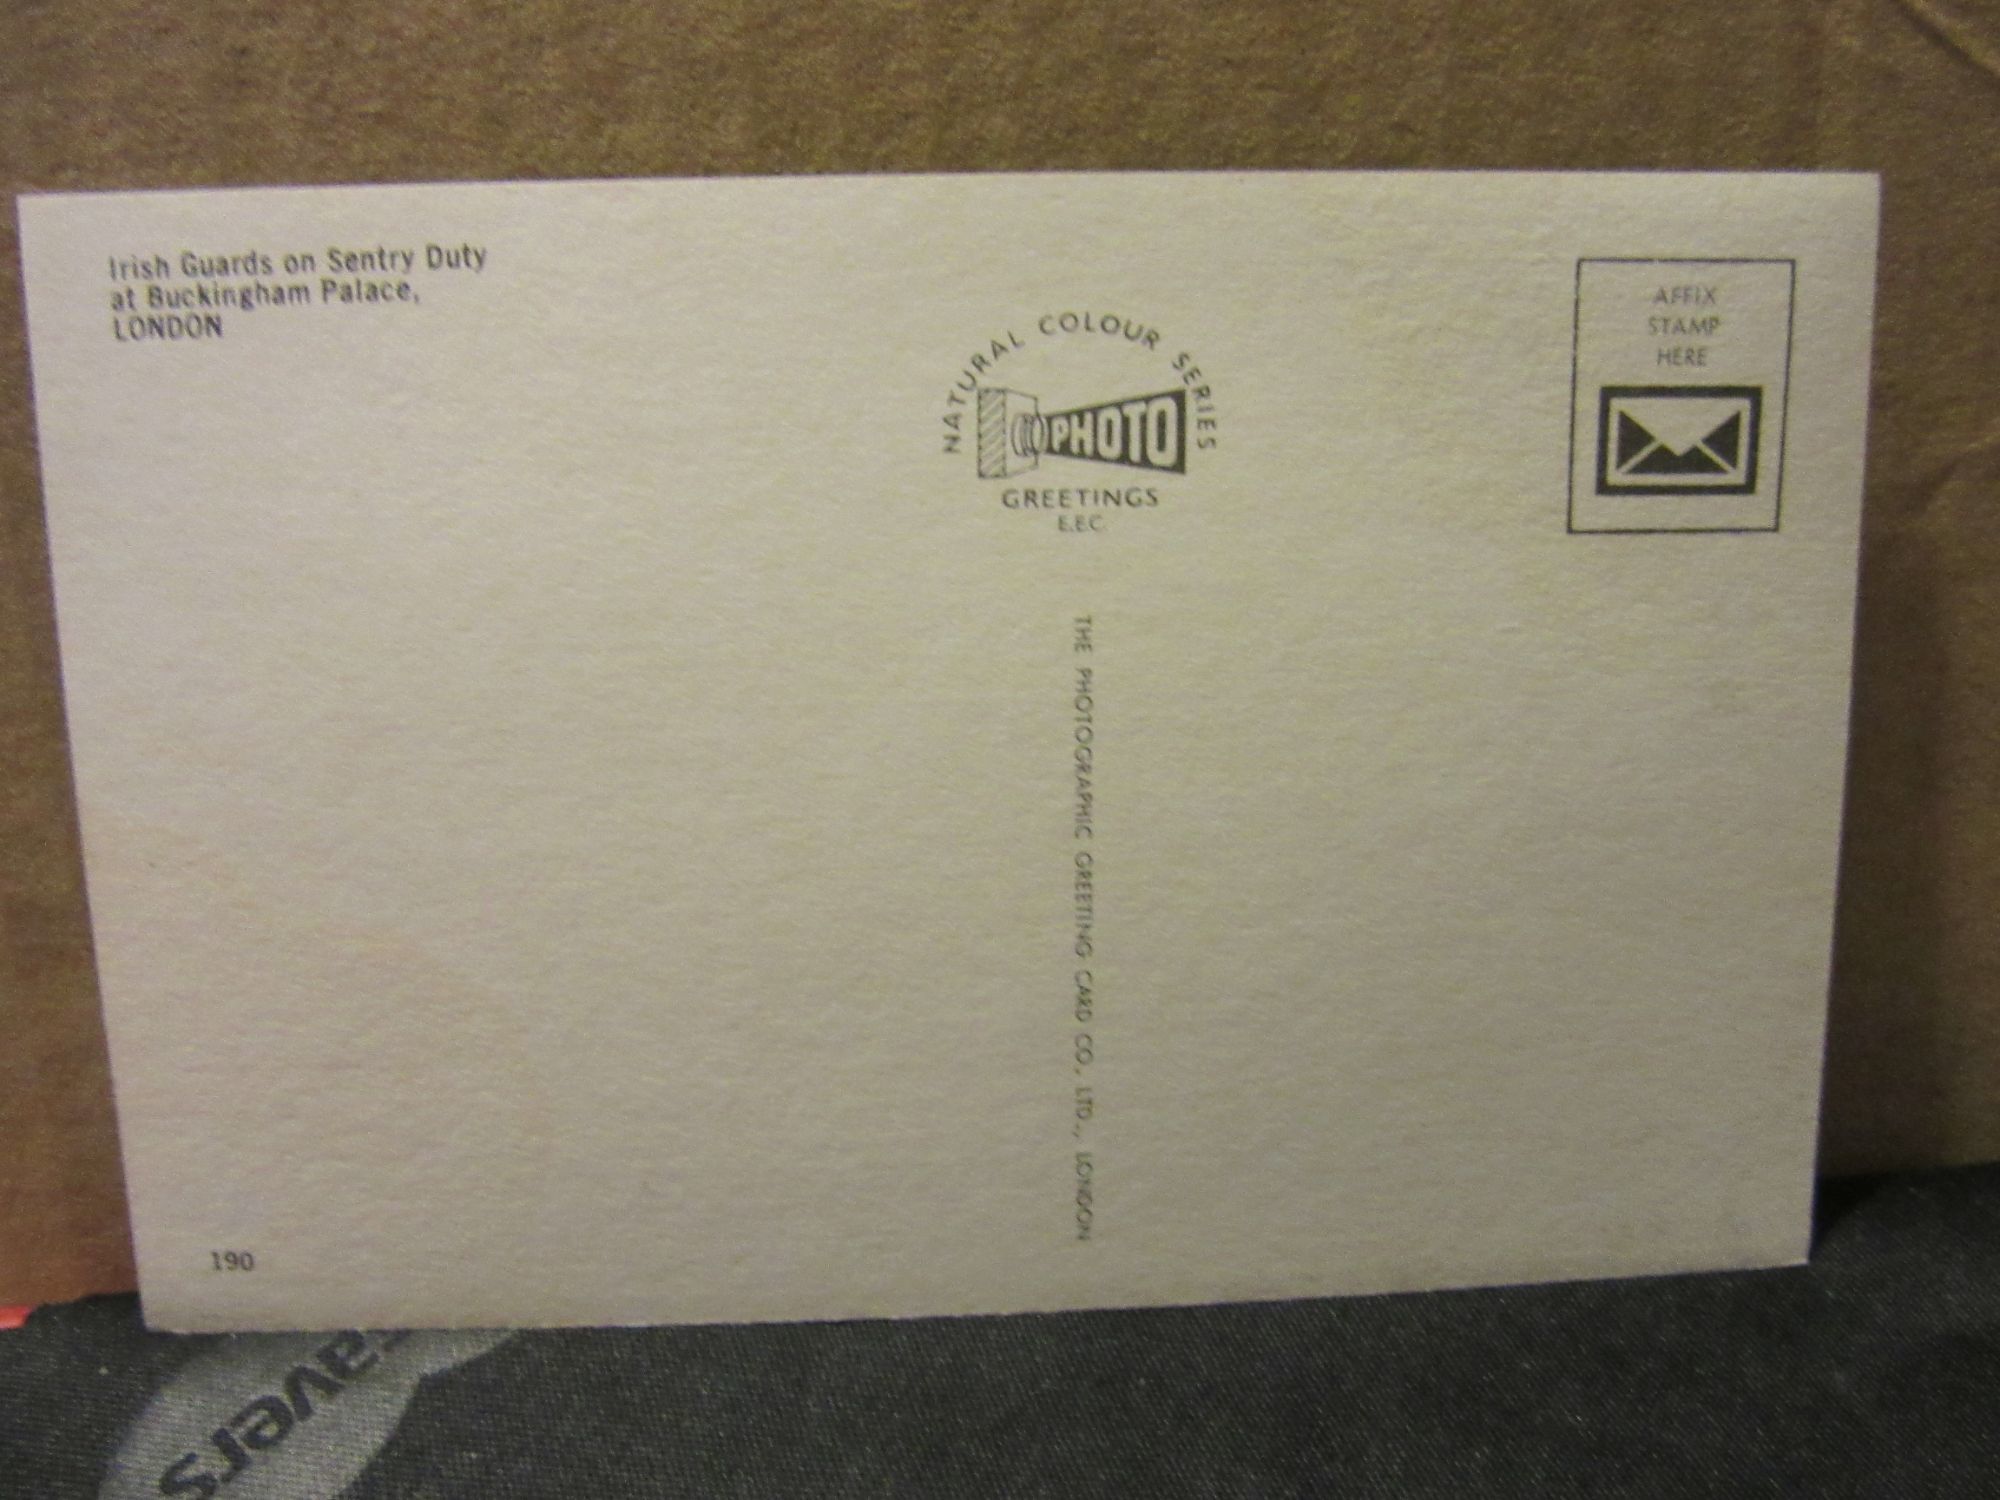 Irish Guards on Sentry Duty
at Buckingham Palace,
LONDON
NATURAL COLOUR SERIES
PHOTO
GREETINGS
E.E.C.
AFFIX
STAMP
HERE
THE PHOTOGRAPHIC GREETING CARD CO. LTD., LONDON
190
avers